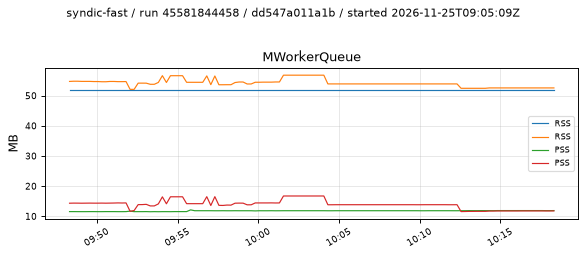 syndic-fast / run 45581844458 / dd547a011a1b / started 2026-11-25T09:05:09Z
MWorkerQueue
MB
50
40
30
20
10
RSS
RSS
PSS
PSS
09:50
09:55
10:00
10:05
10:10
10:15